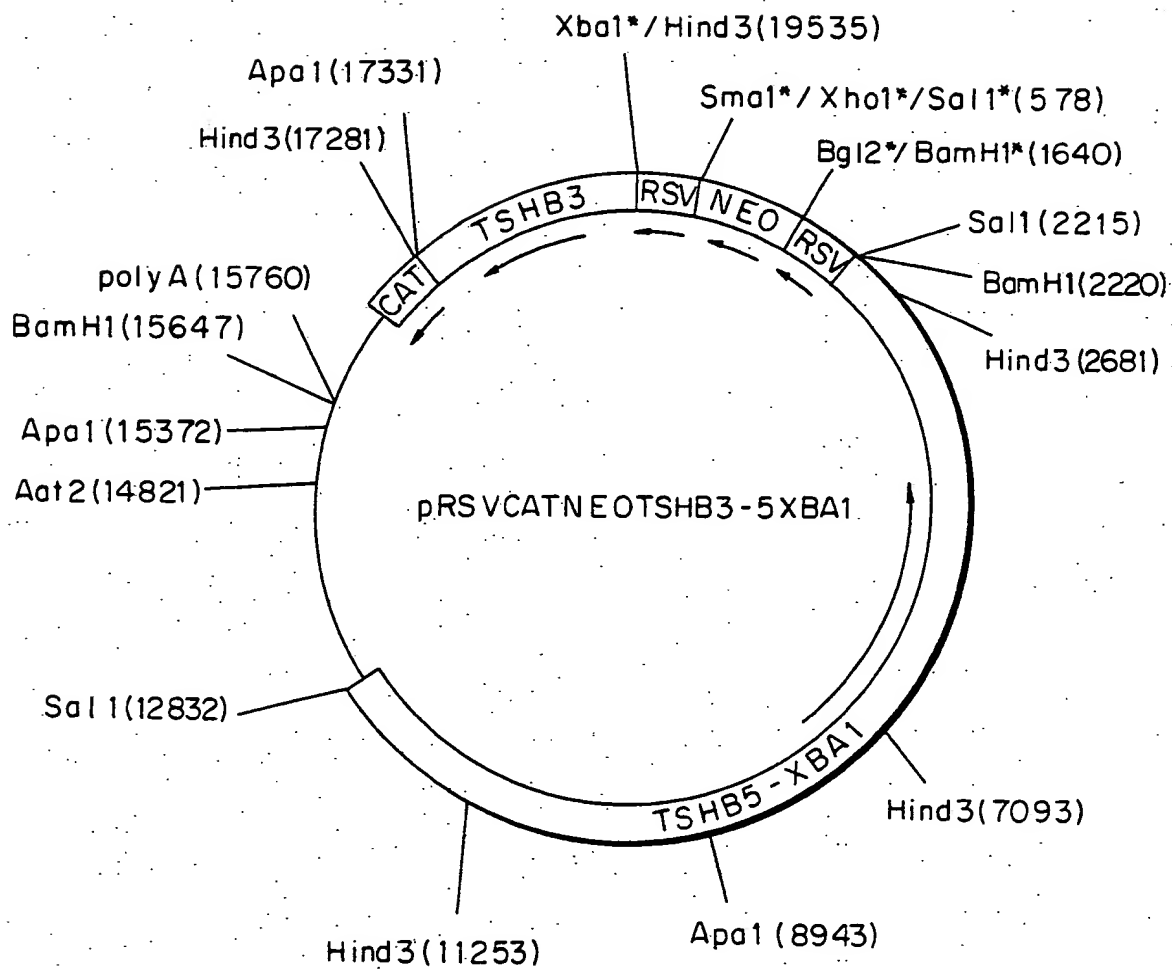 Xba1*/Hind3(19535)
Apa1(17331)
Sma1*/Xho1*/Sal1*(578)
Hind3(17281)
Bgl2*/BamH1*(1640)
TSHB3
RSV
NEO
RSV
Sal1(2215)
CAT
polyA(15760)
BamH1(2220)
BamH1(15647)
Hind3(2681)
Apa1(15372)
Aat2(14821)
pRSVCATNEOTSHB3-5XBA1
Sal1(12832)
TSHB5-XBA1
Hind3(7093)
Apa1(8943)
Hind3(11253)